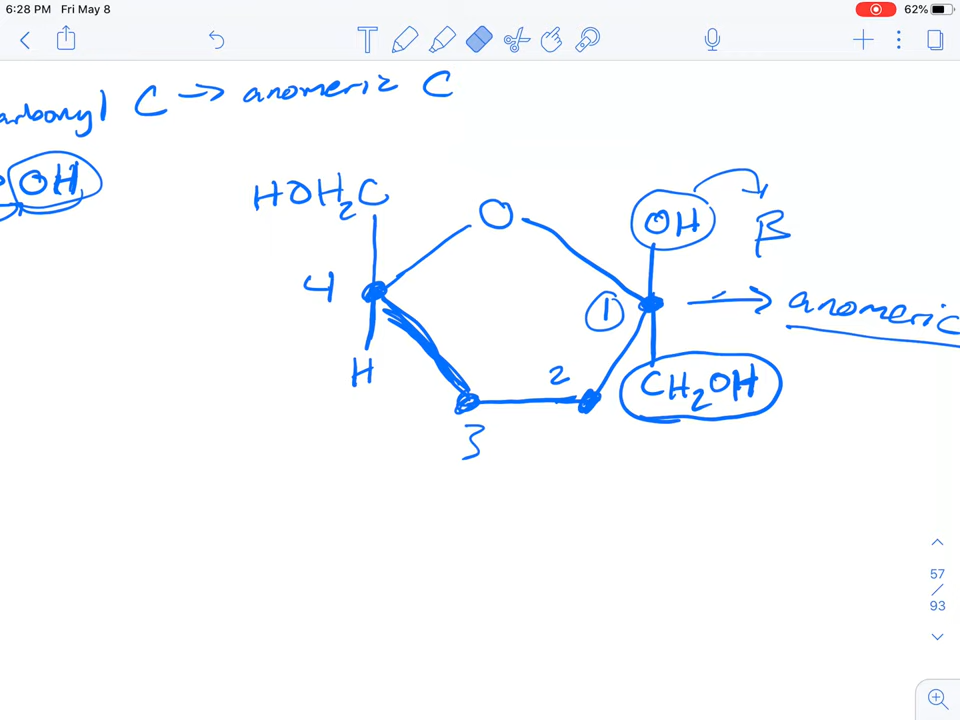 6:28 PM Fri May 8
62%
T
arbonyl C → anomeric C
OH
HOH₂C
O
OH
β
4
1
→ anomeric C
H
2
CH₂OH
3
57
/
93